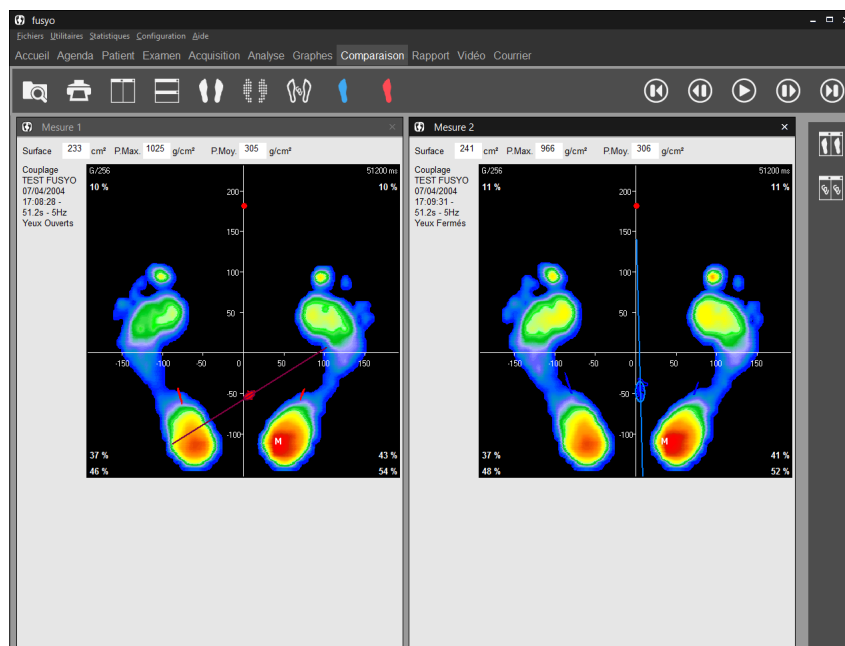 fusyo
Fichiers Utilitaires Statistiques Configuration Aide
Accueil Agenda Patient Examen Acquisition Analyse Graphes Comparaison Rapport Vidéo Courrier
Mesure 1
Surface 233 cm² P.Max. 1025 g/cm² P.Moy. 305 g/cm²
Couplage
TEST FUSYO
07/04/2004
17:08:28 -
51.2s - 5Hz
Yeux Ouverts
G/256 51200 ms
10 % 10 %
200
150
100
50
-150 -100 -50 0 50 100 150
-50
-100
M
37 % 43 %
46 % 54 %
Mesure 2
Surface 241 cm² P.Max. 966 g/cm² P.Moy. 306 g/cm²
Couplage
TEST FUSYO
07/04/2004
17:09:31 -
51.2s - 5Hz
Yeux Fermés
G/256 51200 ms
11 % 11 %
200
150
100
50
-150 -100 -50 0 50 100 150
-50
-100
M
37 % 41 %
48 % 52 %